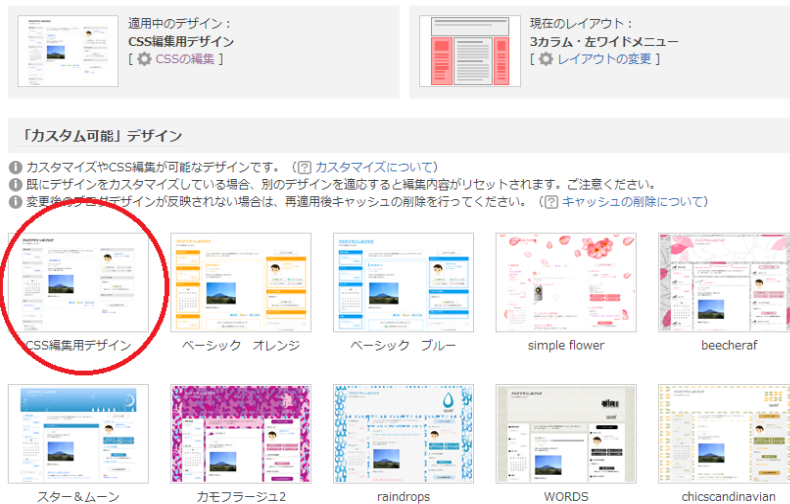 適用中のデザイン：
CSS編集用デザイン
[ CSSの編集 ]
現在のレイアウト：
3カラム・左ワイドメニュー
[ レイアウトの変更 ]
「カスタム可能」デザイン
カスタマイズやCSS編集が可能なデザインです。（? カスタマイズについて）
既にデザインをカスタマイズしている場合、別のデザインを適応すると編集内容がリセットされます。ご注意ください。
変更後のブログデザインが反映されない場合は、再適用後キャッシュの削除を行ってください。（? キャッシュの削除について）
CSS編集用デザイン
ベーシック　オレンジ
ベーシック　ブルー
simple flower
beecheraf
スター＆ムーン
カモフラージュ2
raindrops
WORDS
chicscandinavian